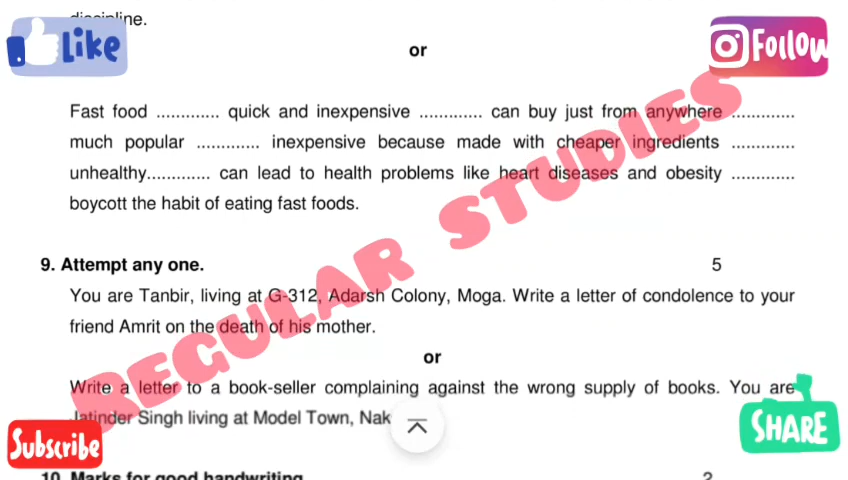 discipline.
Like
Follow
or
Fast food ............. quick and inexpensive ............. can buy just from anywhere .............
much popular ............. inexpensive because made with cheaper ingredients .............
unhealthy............. can lead to health problems like heart diseases and obesity .............
boycott the habit of eating fast foods.
REGULAR STUDIES
9. Attempt any one. 5
You are Tanbir, living at G-312, Adarsh Colony, Moga. Write a letter of condolence to your
friend Amrit on the death of his mother.
or
Write a letter to a book-seller complaining against the wrong supply of books. You are
Jatinder Singh living at Model Town,
Subscribe
SHARE
10. Marks for good handwriting. 2